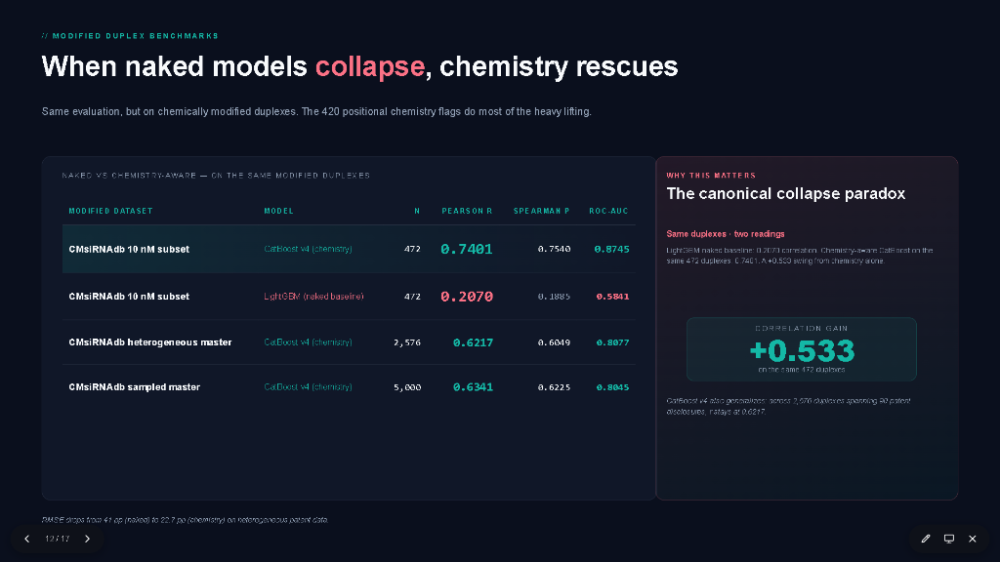 // MODIFIED DUPLEX BENCHMARKS
When naked models collapse, chemistry rescues
Same evaluation, but on chemically modified duplexes. The 420 positional chemistry flags do most of the heavy lifting.
NAKED VS CHEMISTRY-AWARE — ON THE SAME MODIFIED DUPLEXES
MODIFIED DATASET MODEL N PEARSON R SPEARMAN Ρ ROC-AUC
CMsiRNAdb 10 nM subset CatBoost v4 (chemistry) 472 0.7401 0.7540 0.8745
CMsiRNAdb 10 nM subset LightGBM (naked baseline) 472 0.2070 0.1885 0.5841
CMsiRNAdb heterogeneous master CatBoost v4 (chemistry) 2,576 0.6217 0.6049 0.8077
CMsiRNAdb sampled master CatBoost v4 (chemistry) 5,000 0.6341 0.6225 0.8045
WHY THIS MATTERS
The canonical collapse paradox
Same duplexes · two readings
LightGBM naked baseline: 0.2070 correlation. Chemistry-aware CatBoost on the
same 472 duplexes: 0.7401. A +0.533 swing from chemistry alone.
CORRELATION GAIN
+0.533
on the same 472 duplexes
CatBoost v4 also generalizes: across 2,576 duplexes spanning 90 patent
disclosures, r stays at 0.6217.
RMSE drops from 41 pp (naked) to 22.7 pp (chemistry) on heterogeneous patent data.
12 / 17